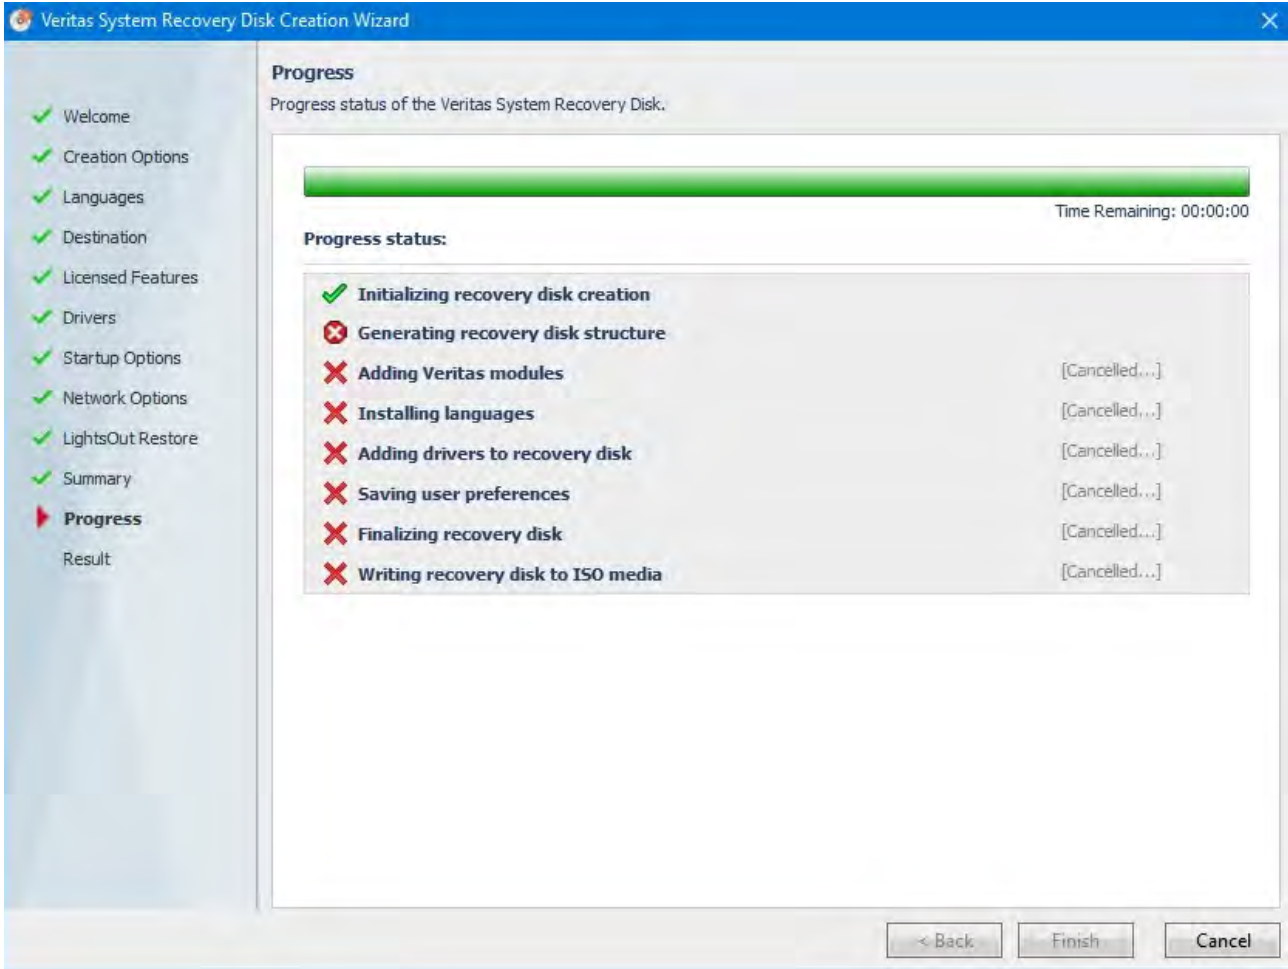 Veritas System Recovery Disk Creation Wizard
Welcome
Creation Options
Languages
Destination
Licensed Features
Drivers
Startup Options
Network Options
LightsOut Restore
Summary
Progress
Result
Progress
Progress status of the Veritas System Recovery Disk.
Time Remaining: 00:00:00
Progress status:
Initializing recovery disk creation
Generating recovery disk structure
Adding Veritas modules [Cancelled...]
Installing languages [Cancelled...]
Adding drivers to recovery disk [Cancelled...]
Saving user preferences [Cancelled...]
Finalizing recovery disk [Cancelled...]
Writing recovery disk to ISO media [Cancelled...]
< Back Finish Cancel